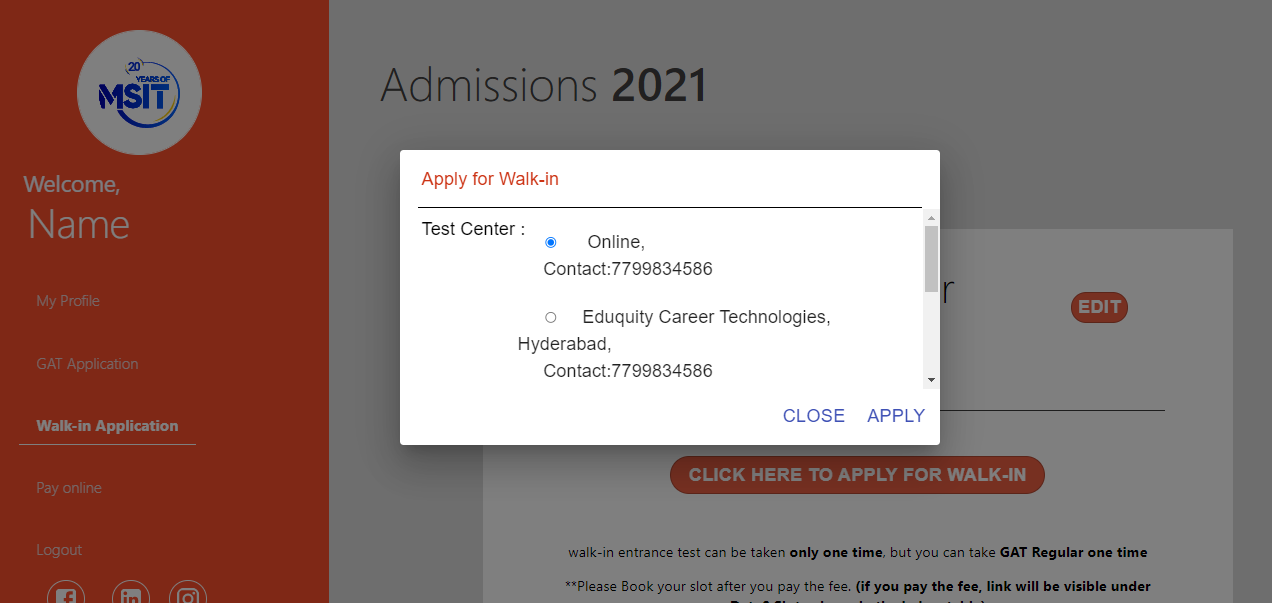 20
YEARS OF
MSIT
Welcome,
Name
My Profile
GAT Application
Walk-in Application
Pay online
Logout
Admissions 2021
Apply for Walk-in
Test Center :
Online,
Contact:7799834586
Eduquity Career Technologies,
Hyderabad,
Contact:7799834586
CLOSE APPLY
EDIT
CLICK HERE TO APPLY FOR WALK-IN
walk-in entrance test can be taken only one time, but you can take GAT Regular one time
**Please Book your slot after you pay the fee. (if you pay the fee, link will be visible under